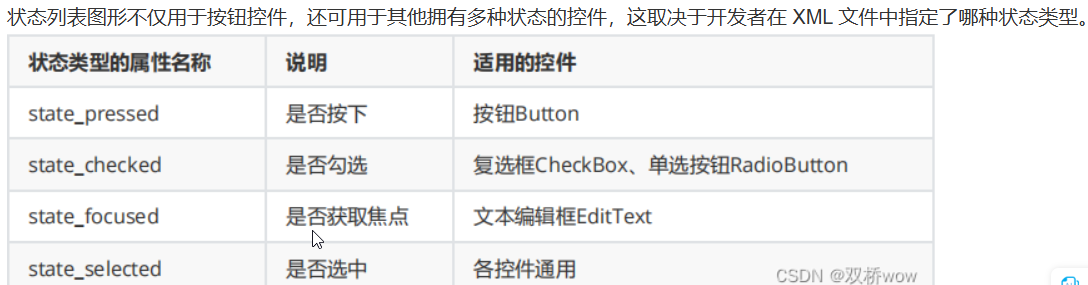 状态列表图形不仅用于按钮控件，还可用于其他拥有多种状态的控件，这取决于开发者在 XML 文件中指定了哪种状态类型。
状态类型的属性名称 说明 适用的控件
state_pressed 是否按下 按钮Button
state_checked 是否勾选 复选框CheckBox、单选按钮RadioButton
state_focused 是否获取焦点 文本编辑框EditText
state_selected 是否选中 各控件通用
CSDN @双桥wow